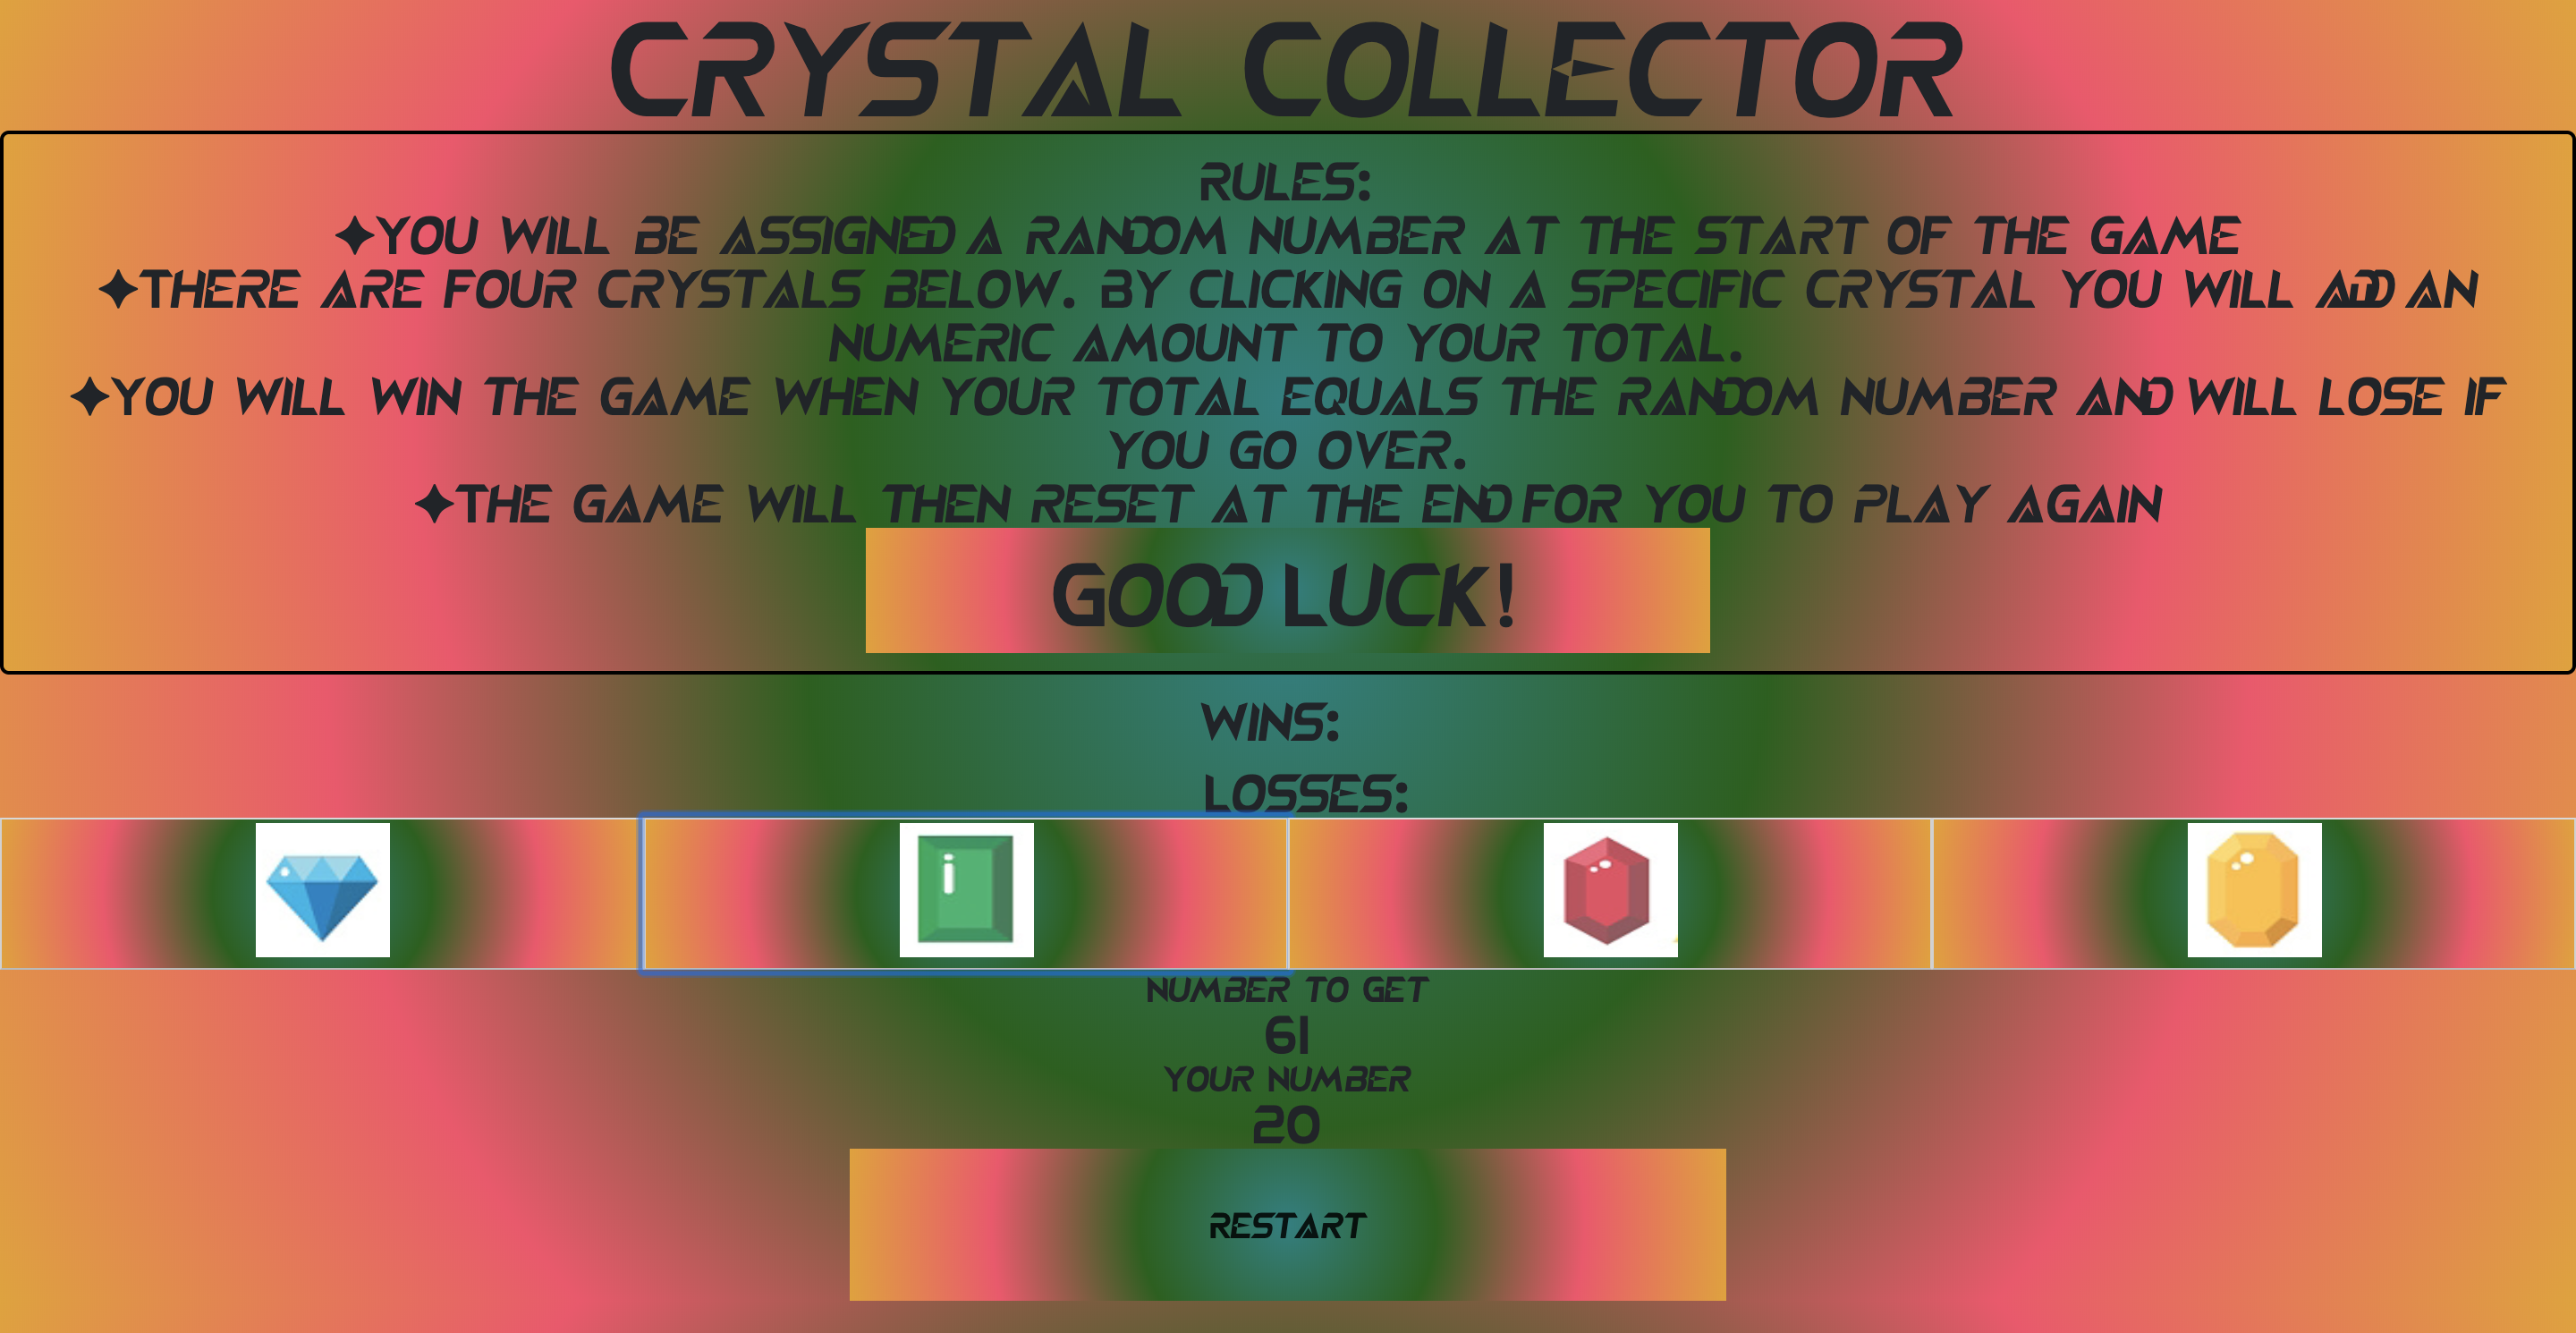 CRYSTAL COLLECTOR
RULES:
✦YOU WILL BE ASSIGNED A RANDOM NUMBER AT THE START OF THE GAME
✦THERE ARE FOUR CRYSTALS BELOW. BY CLICKING ON A SPECIFIC CRYSTAL YOU WILL ADD AN
NUMERIC AMOUNT TO YOUR TOTAL.
✦YOU WILL WIN THE GAME WHEN YOUR TOTAL EQUALS THE RANDOM NUMBER AND WILL LOSE IF
YOU GO OVER.
✦THE GAME WILL THEN RESET AT THE END FOR YOU TO PLAY AGAIN
GOOD LUCK!
WINS:
LOSSES:
NUMBER TO GET
61
YOUR NUMBER
20
RESTART